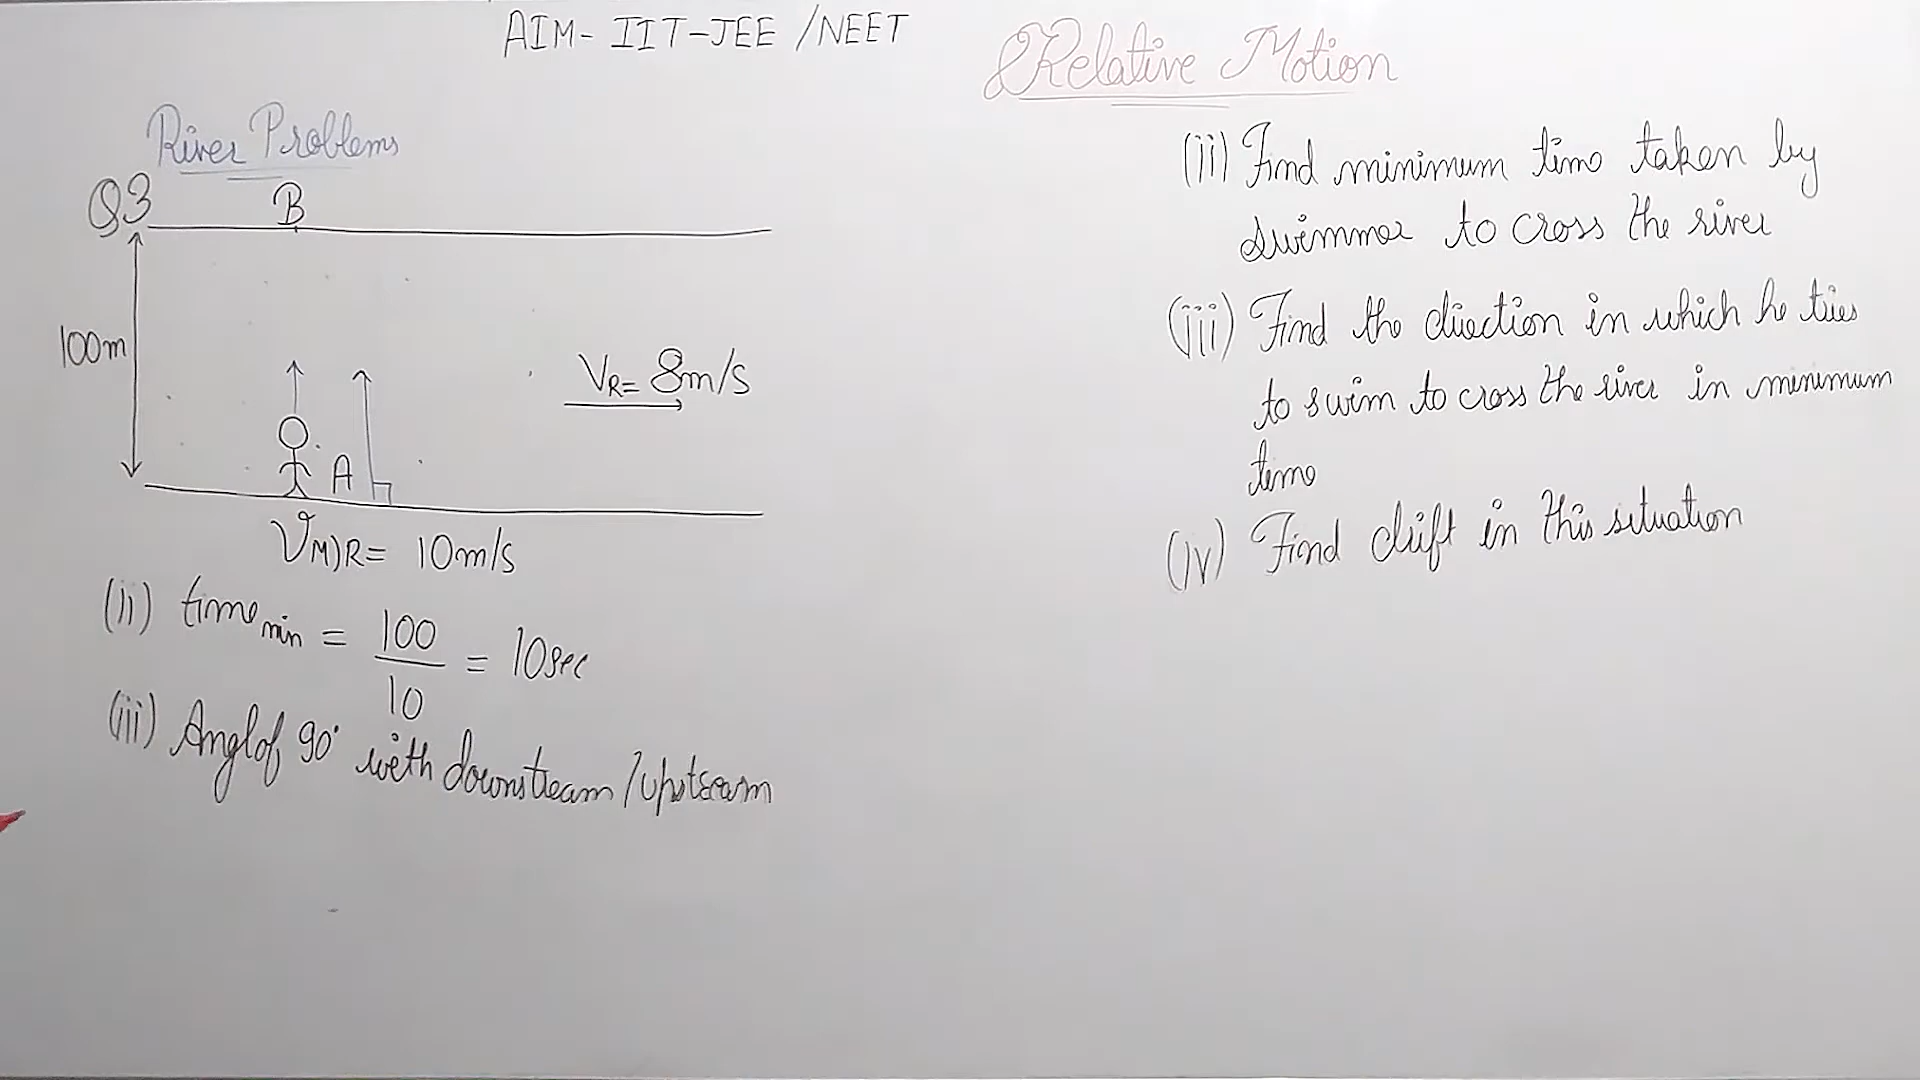 AIM- IIT-JEE /NEET
Relative Motion
River Problems
Q3
B
100m
VR= 8m/s
A
VM)R= 10m/s
(ii) time min = 100/10 = 10sec
(iii) Anglof 90° with downstream/upstream
(ii) Find minimum time taken by
swimmer to cross the river
(iii) Find the direction in which he tries
to swim to cross the river in minimum
time
(iv) Find drift in this situation